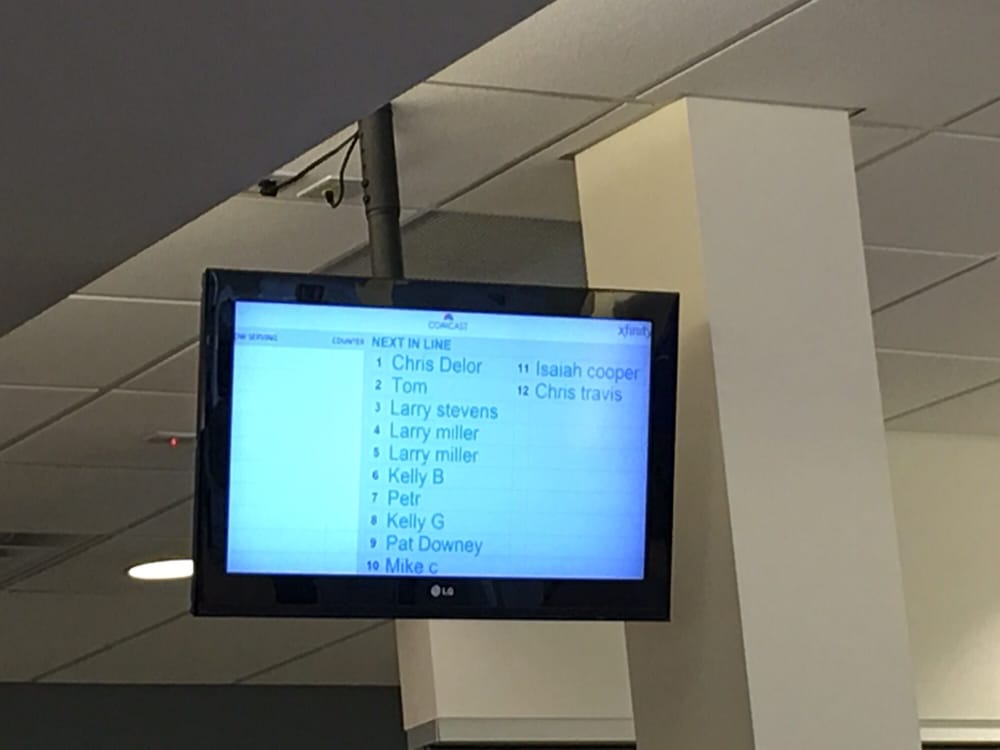 COMCAST
xfinity
OW SERVING
COUNTER
NEXT IN LINE
1 Chris Delor
2 Tom
3 Larry stevens
4 Larry miller
5 Larry miller
6 Kelly B
7 Petr
8 Kelly G
9 Pat Downey
10 Mike c
11 Isaiah cooper
12 Chris travis
LG